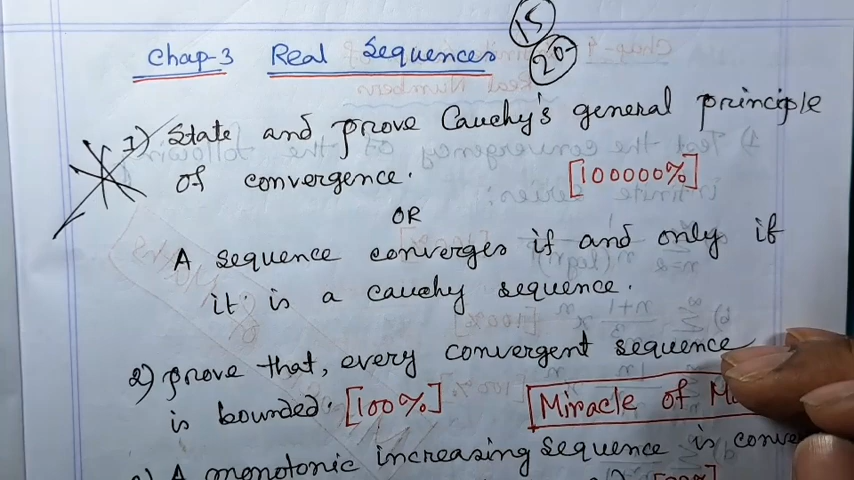 15
20-
Chap-3 Real Sequences
1) State and prove Cauchy's general principle
of convergence. [100000%]
OR
A sequence converges if and only if
it is a cauchy sequence.
2) prove that, every convergent sequence
is bounded. [100%] Miracle of
A monotonic increasing sequence is conve